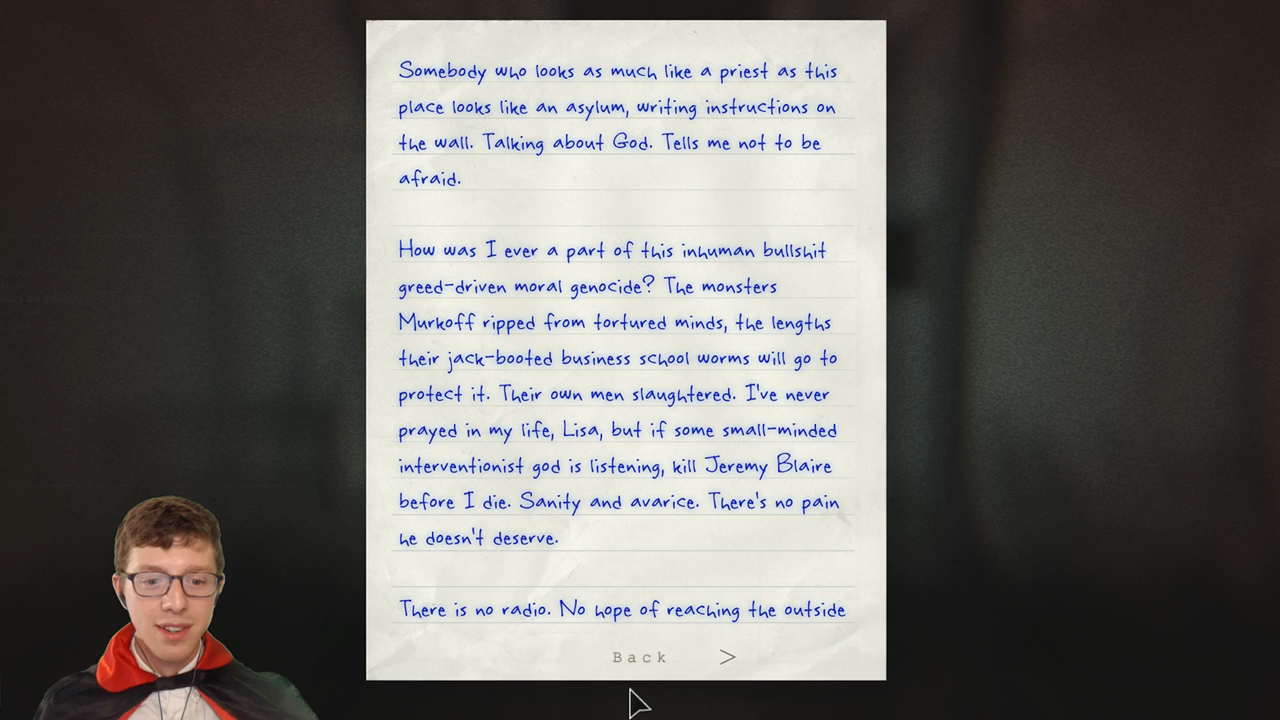 Somebody who looks as much like a priest as this
place looks like an asylum, writing instructions on
the wall. Talking about God. Tells me not to be
afraid.
How was I ever a part of this inhuman bullshit
greed-driven moral genocide? The monsters
Murkoff ripped from tortured minds, the lengths
their jack-booted business school worms will go to
protect it. Their own men slaughtered. I've never
prayed in my life, Lisa, but if some small-minded
interventionist god is listening, kill Jeremy Blaire
before I die. Sanity and avarice. There's no pain
he doesn't deserve.
There is no radio. No hope of reaching the outside
Back >